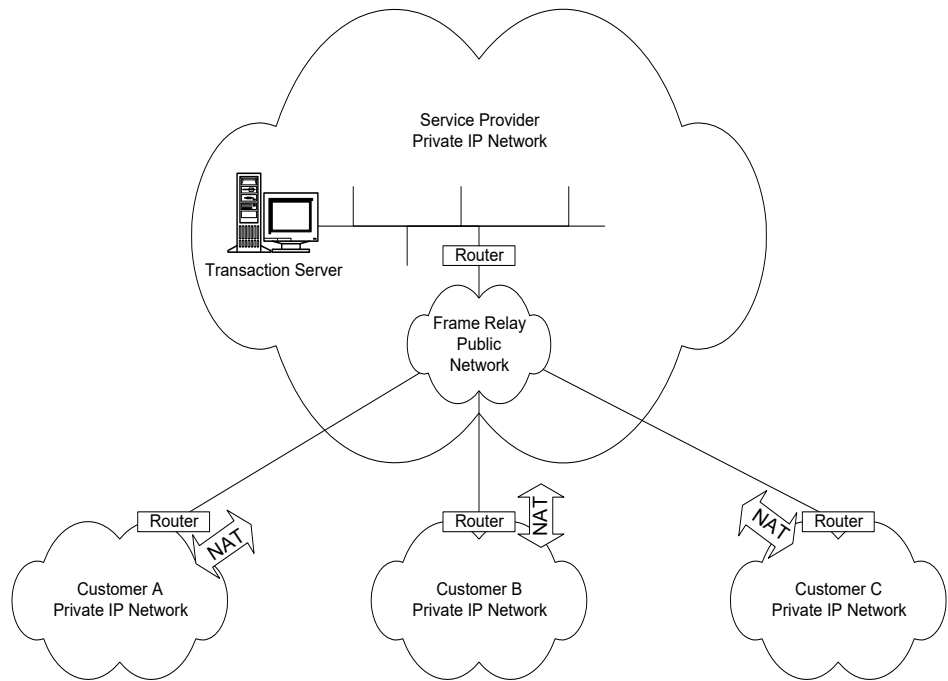 Service Provider
Private IP Network
Transaction Server
Router
Frame Relay
Public
Network
Router
NAT
Router
NAT
NAT
Router
Customer A
Private IP Network
Customer B
Private IP Network
Customer C
Private IP Network